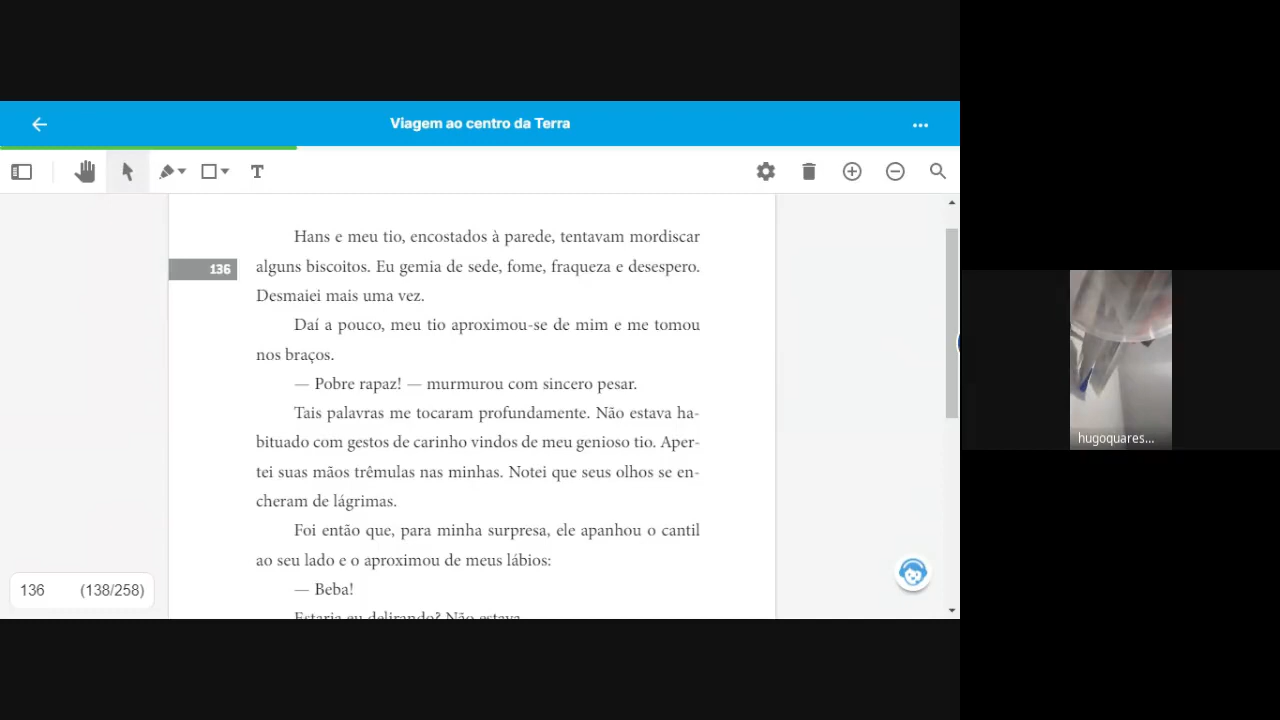 Viagem ao centro da Terra
T
Hans e meu tio, encostados à parede, tentavam mordiscar
136
alguns biscoitos. Eu gemia de sede, fome, fraqueza e desespero.
Desmaiei mais uma vez.
Daí a pouco, meu tio aproximou-se de mim e me tomou
nos braços.
— Pobre rapaz! — murmurou com sincero pesar.
Tais palavras me tocaram profundamente. Não estava ha-
bituado com gestos de carinho vindos de meu genioso tio. Aper-
tei suas mãos trêmulas nas minhas. Notei que seus olhos se en-
cheram de lágrimas.
Foi então que, para minha surpresa, ele apanhou o cantil
ao seu lado e o aproximou de meus lábios:
— Beba!
Estaria eu delirando? Não estava
136 (138/258)
hugoquares...